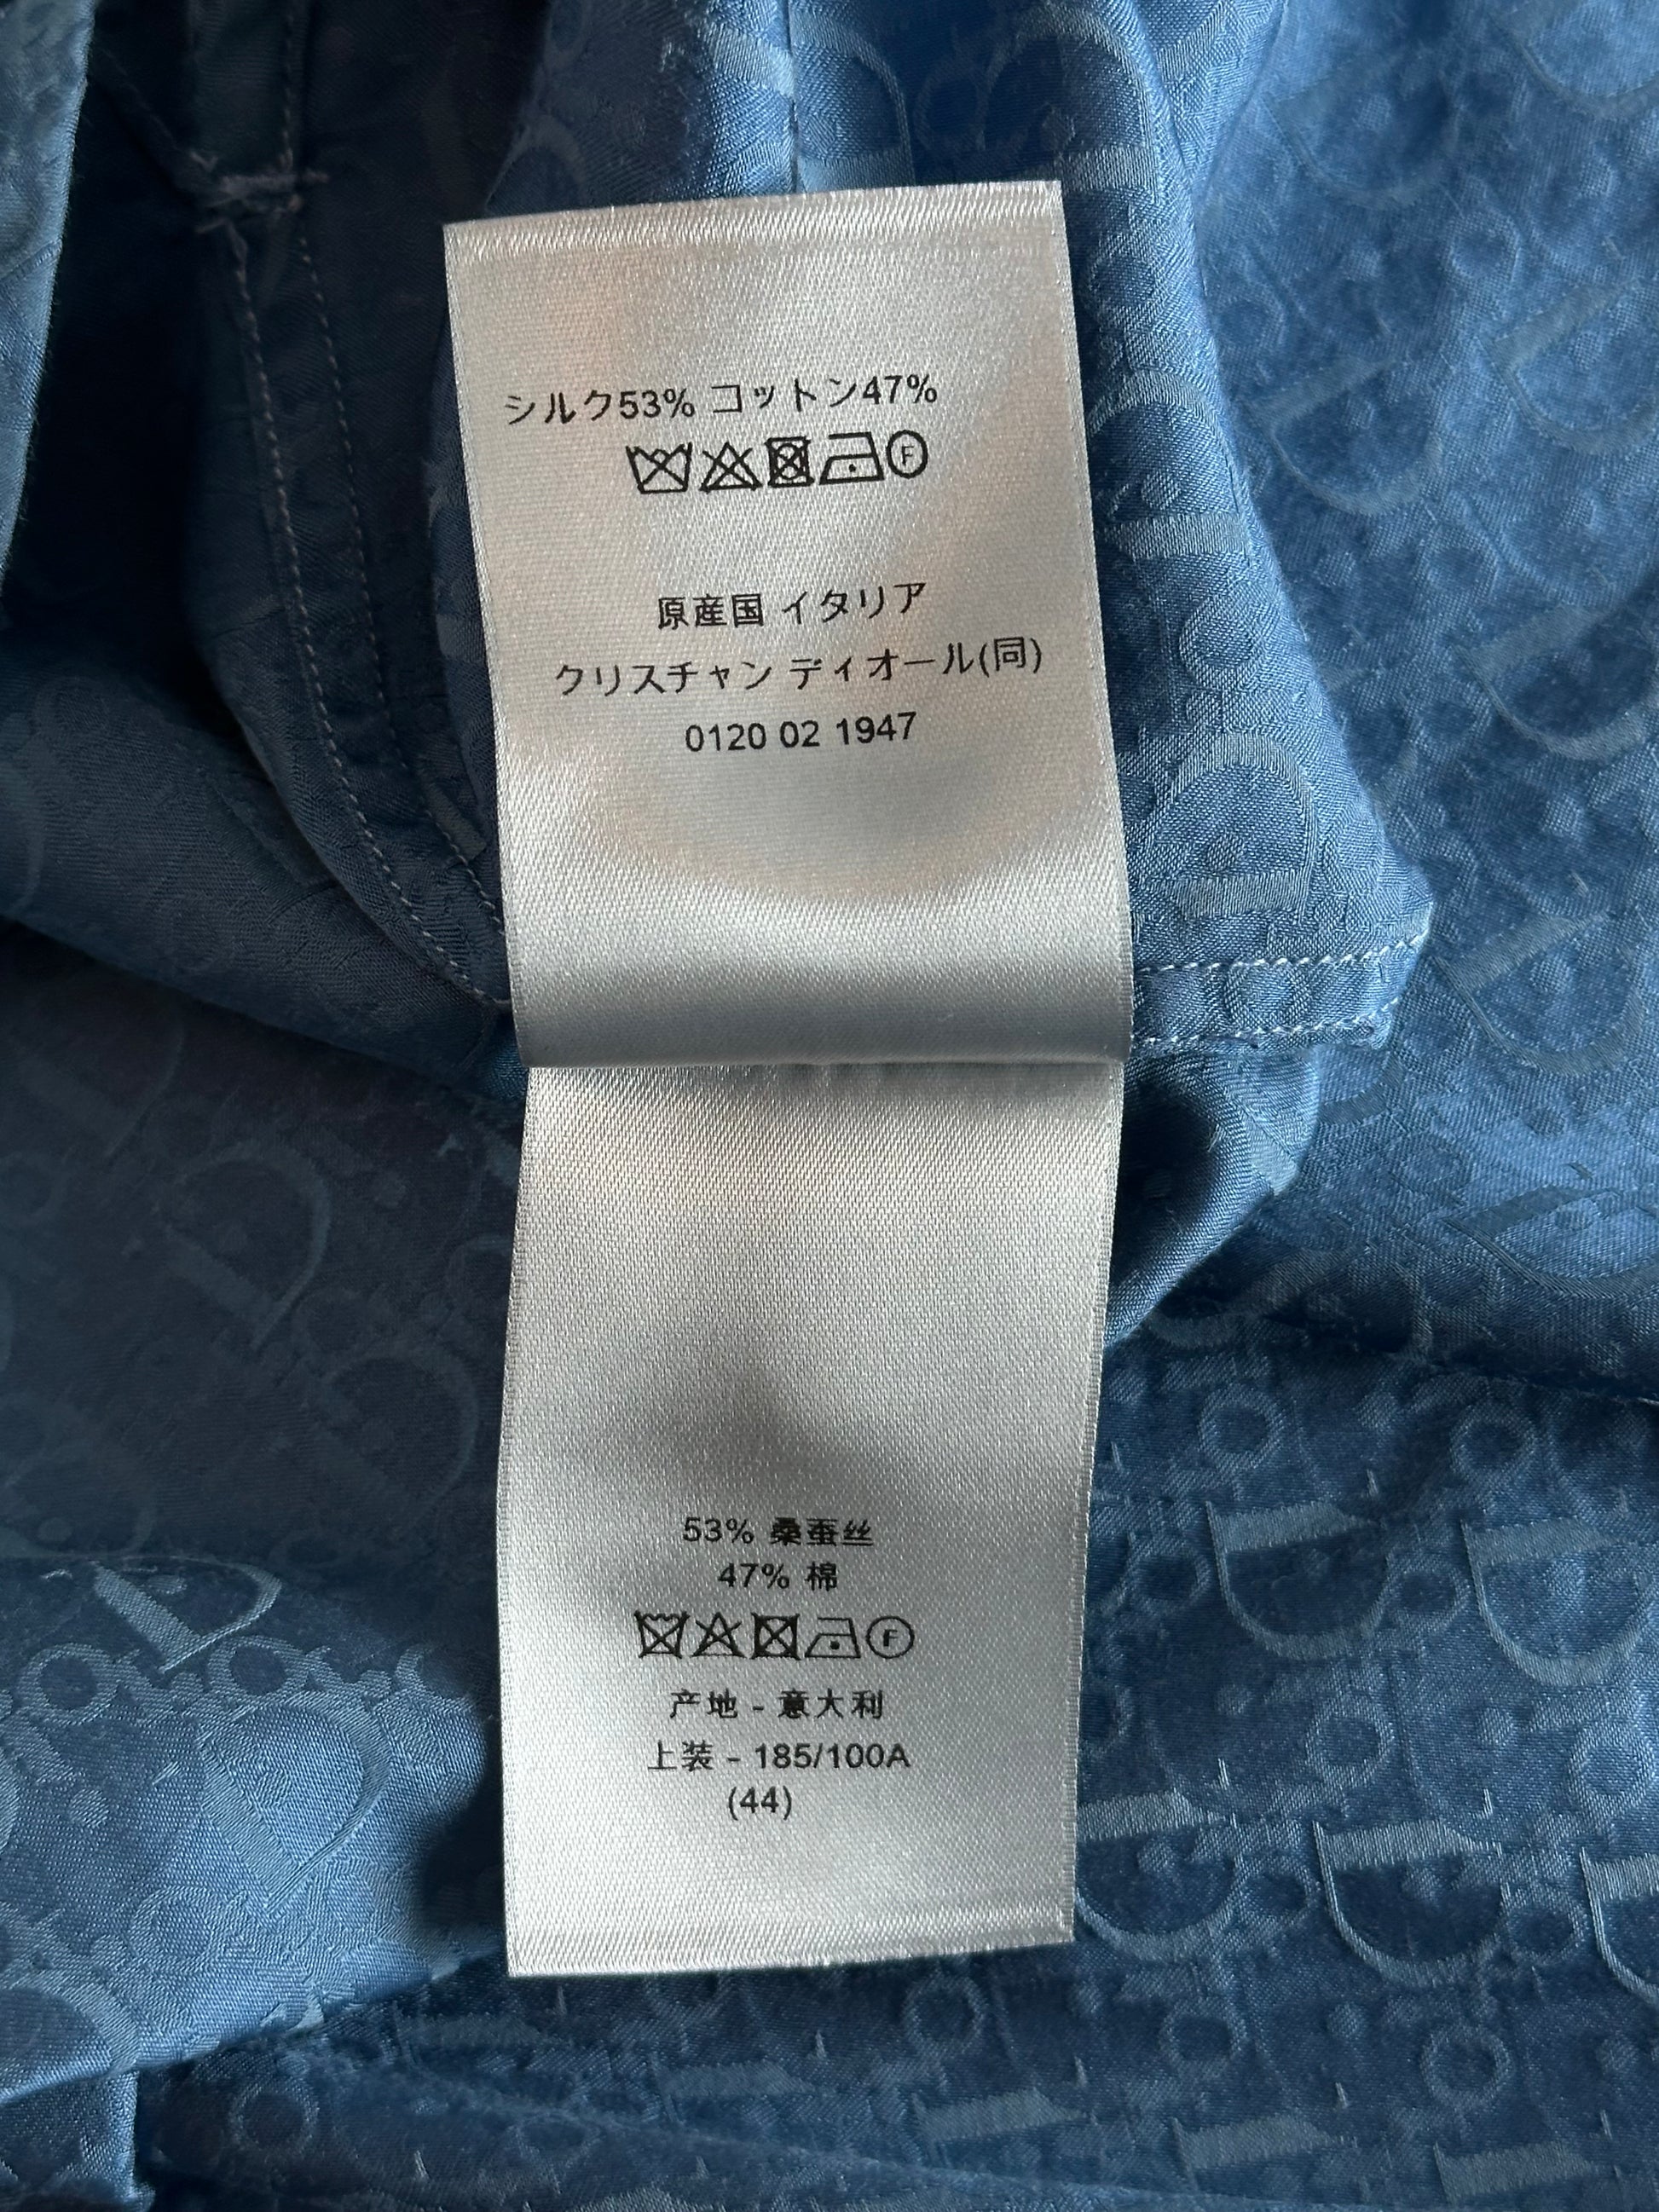 シルク53% コットン47%
F
原産国 イタリア
クリスチャン ディオール(同)
0120 02 1947
53% 桑蚕丝
47% 棉
F
产地 - 意大利
上装 - 185/100A
(44)